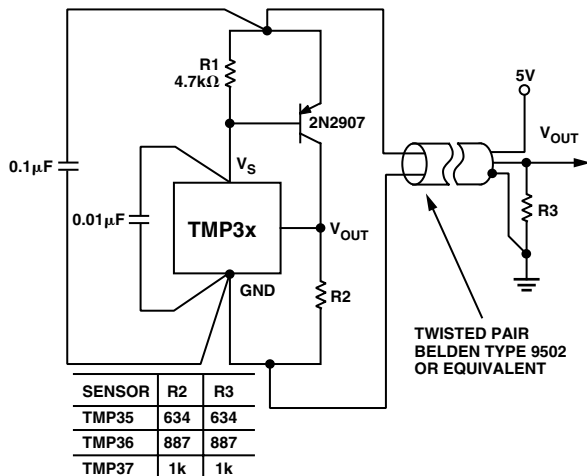 R1
4.7kΩ
5V
2N2907
VOUT
0.1µF
VS
0.01µF
TMP3x
VOUT
R3
GND
R2
TWISTED PAIR
BELDEN TYPE 9502
OR EQUIVALENT
SENSOR R2 R3
TMP35 634 634
TMP36 887 887
TMP37 1k 1k